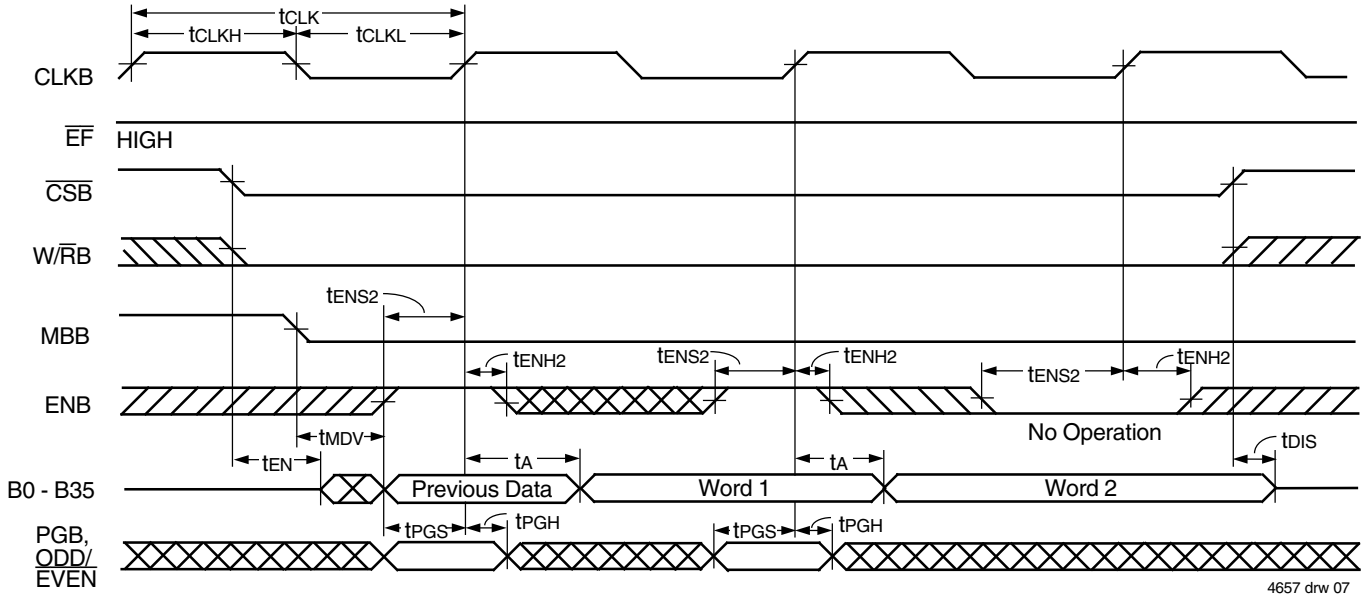 tCLK
tCLKH
tCLKL
CLKB
EF
HIGH
CSB
W/RB
tENS2
MBB
tENH2
tENS2
tENH2
tENS2
tENH2
ENB
No Operation
tMDV
tEN
tA
tA
tDIS
B0 - B35
Previous Data
Word 1
Word 2
tPGS
tPGH
tPGS
tPGH
PGB,
ODD/
EVEN
4657 drw 07